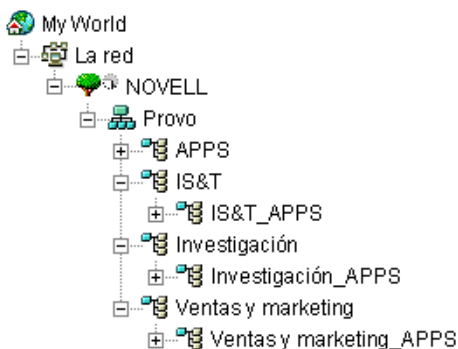 My World
La red
NOVELL
Provo
APPS
IS&T
IS&T_APPS
Investigación
Investigación_APPS
Ventas y marketing
Ventas y marketing_APPS